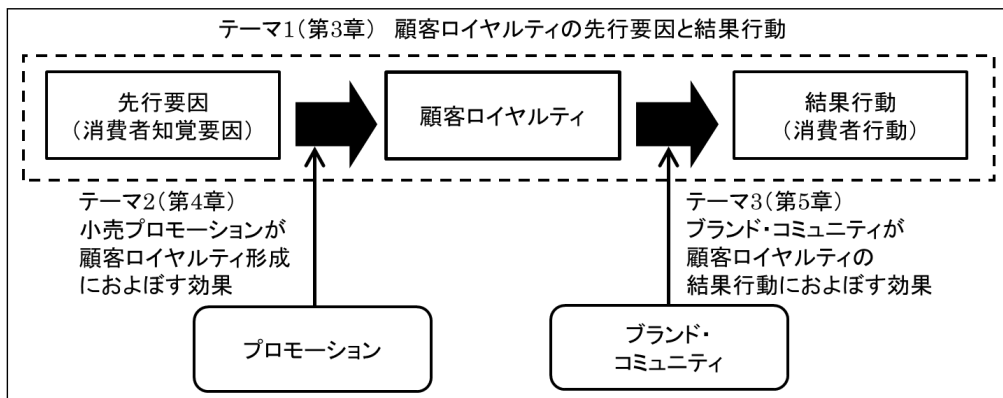 テーマ1(第3章) 顧客ロイヤルティの先行要因と結果行動
先行要因
(消費者知覚要因)
顧客ロイヤルティ
結果行動
(消費者行動)
テーマ2(第4章)
小売プロモーションが
顧客ロイヤルティ形成
におよぼす効果
テーマ3(第5章)
ブランド・コミュニティが
顧客ロイヤルティの
結果行動におよぼす効果
プロモーション
ブランド・
コミュニティ